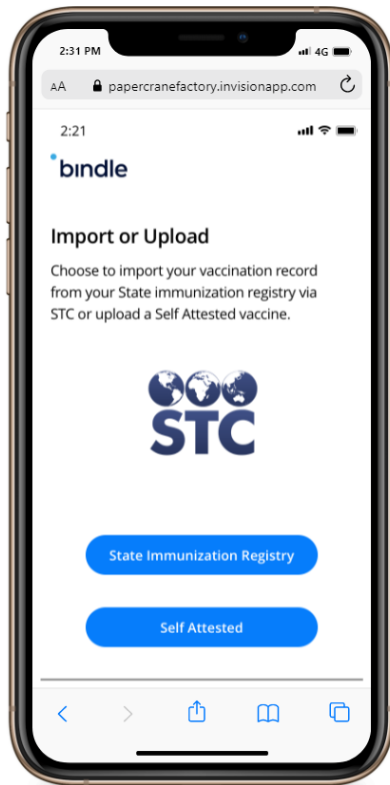 2:31 PM
4G
AA papercranefactory.invisionapp.com
2:21
bindle
Import or Upload
Choose to import your vaccination record
from your State immunization registry via
STC or upload a Self Attested vaccine.
STC
State Immunization Registry
Self Attested